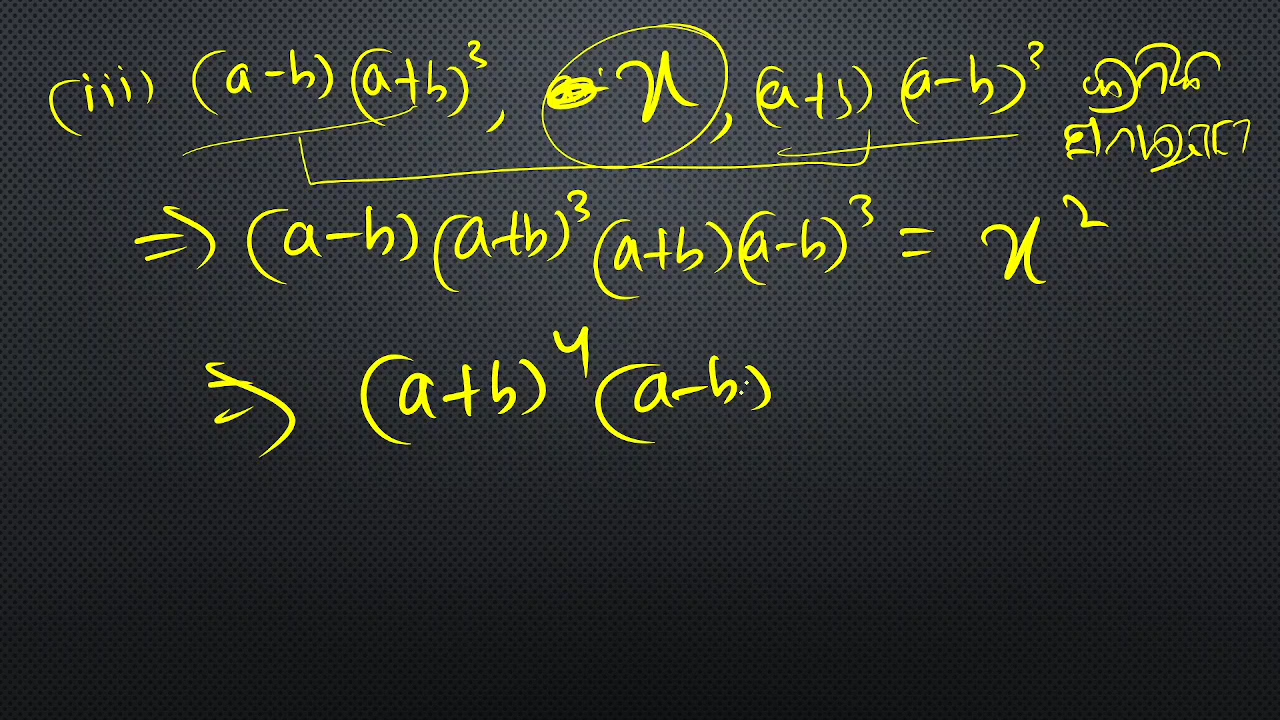 (iii) (a-b)(a+b)³, x, (a+b)(a-b)³
⇒ (a-b)(a+b)³(a+b)(a-b)³ = x²
⇒ (a+b)⁴(a-b)